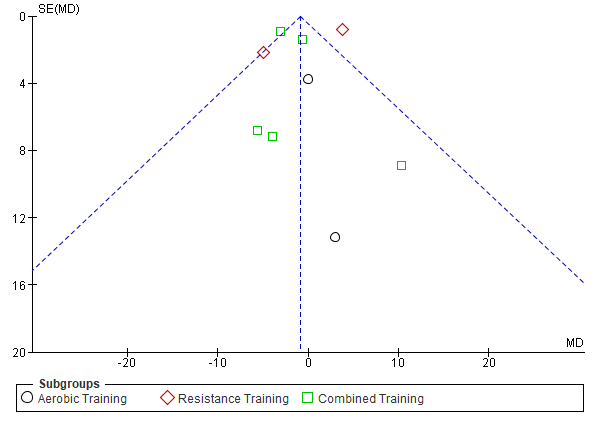 SE(MD)
0
4
8
12
16
20
-20 -10 0 10 20
MD
Subgroups
Aerobic Training Resistance Training Combined Training